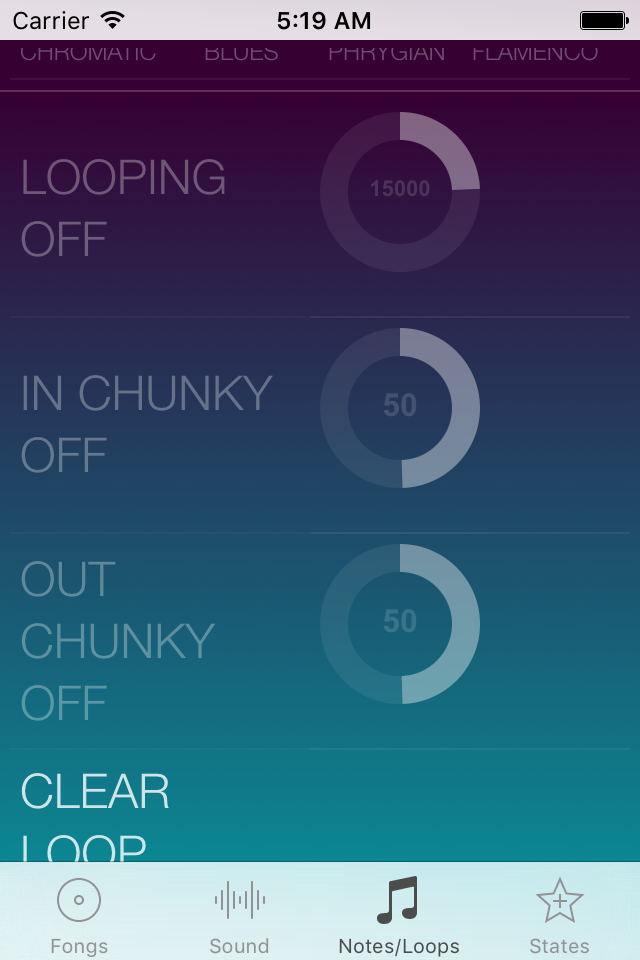 Carrier 5:19 AM
CHROMATIC BLUES PHRYGIAN FLAMENCO
LOOPING
OFF
15000
IN CHUNKY
OFF
50
OUT
CHUNKY
OFF
50
CLEAR
LOOP
Fongs Sound Notes/Loops States